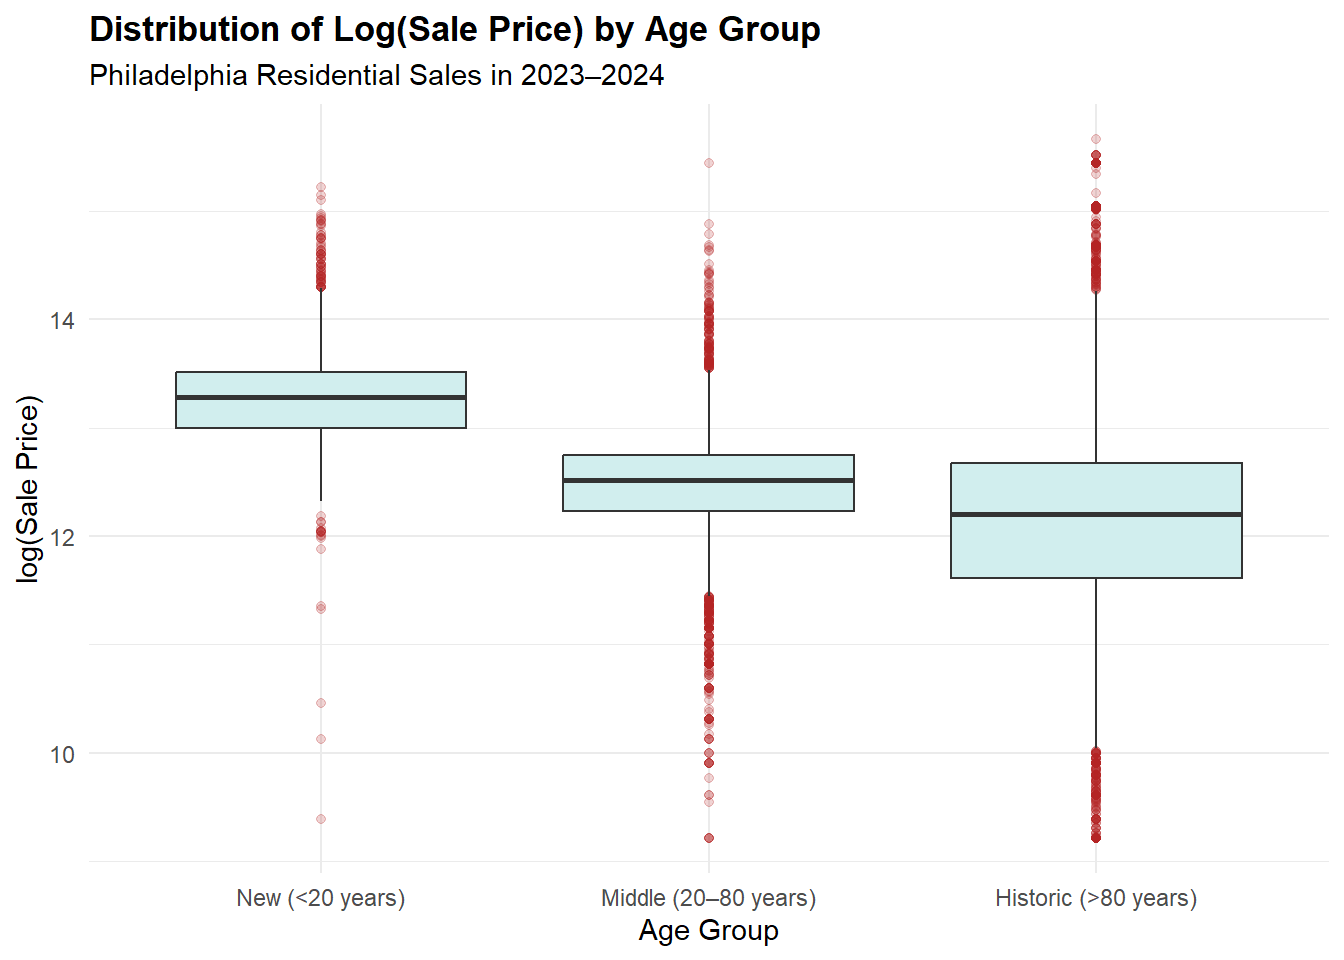 Distribution of Log(Sale Price) by Age Group
Philadelphia Residential Sales in 2023–2024
log(Sale Price)
14
12
10
New (<20 years)
Middle (20–80 years)
Historic (>80 years)
Age Group